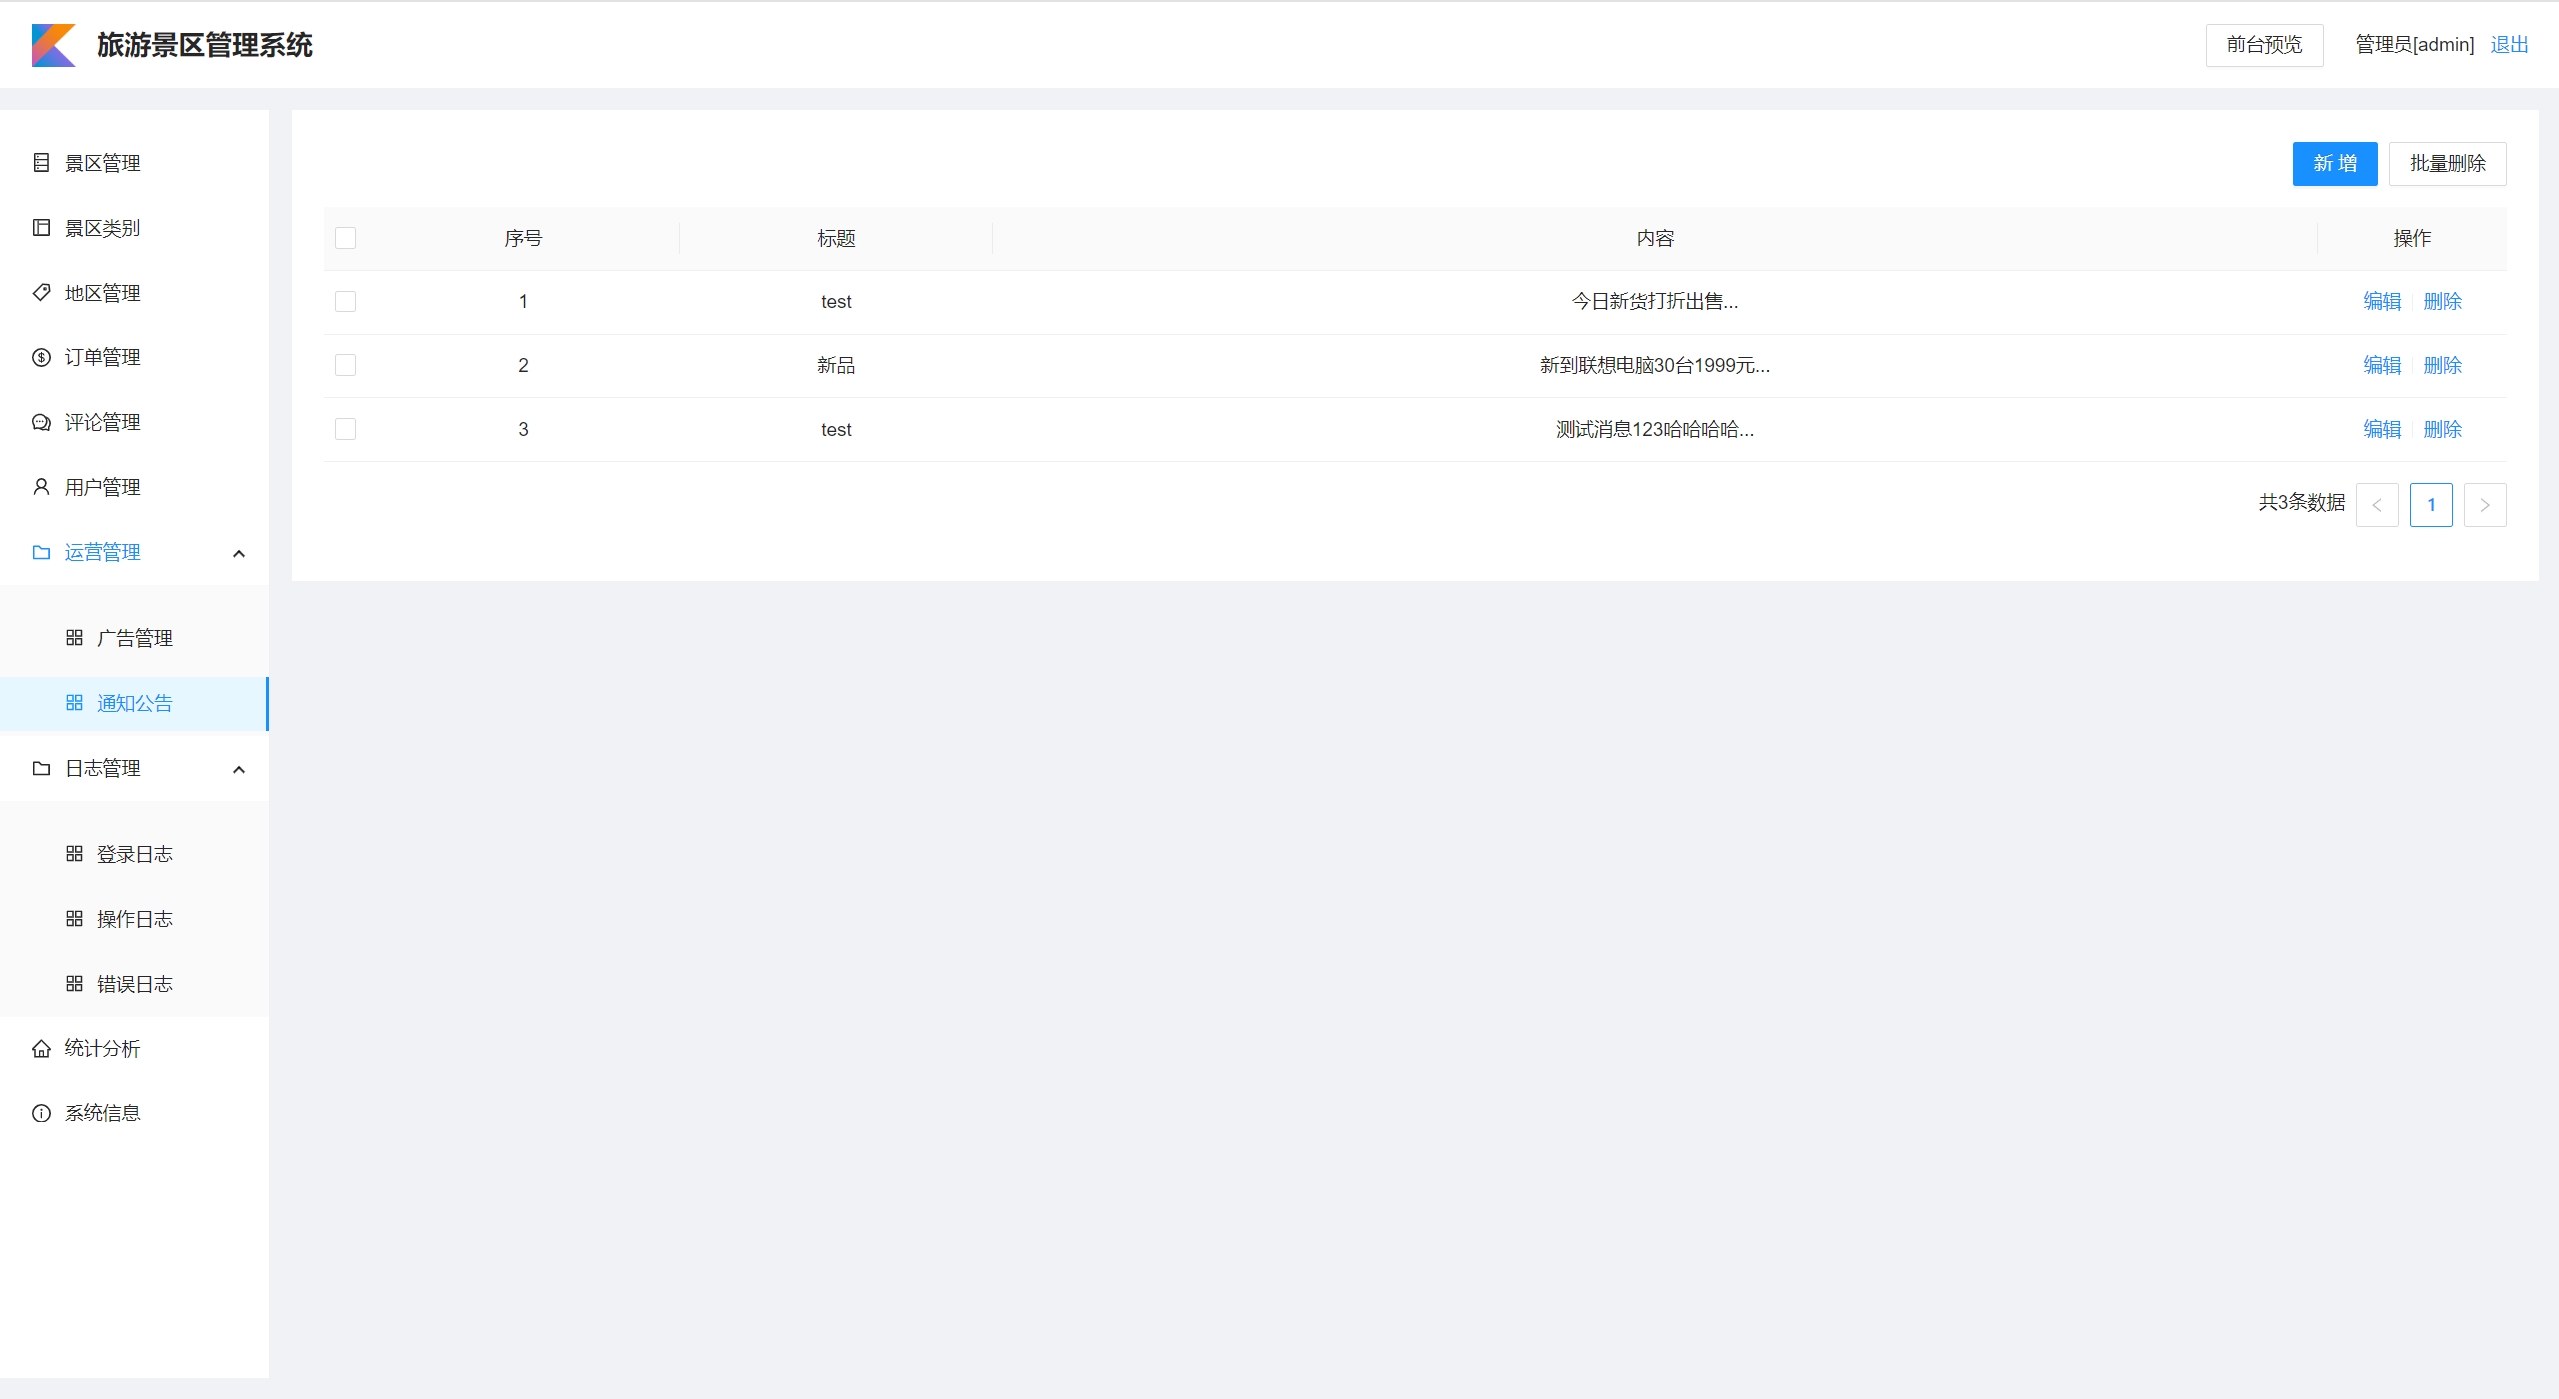 旅游景区管理系统
前台预览 管理员[admin] 退出
景区管理
景区类别
地区管理
订单管理
评论管理
用户管理
运营管理
广告管理
通知公告
日志管理
登录日志
操作日志
错误日志
统计分析
系统信息
新 增 批量删除
序号 标题 内容 操作
1 test 今日新货打折出售... 编辑 删除
2 新品 新到联想电脑30台1999元... 编辑 删除
3 test 测试消息123哈哈哈哈... 编辑 删除
共3条数据 < 1 >